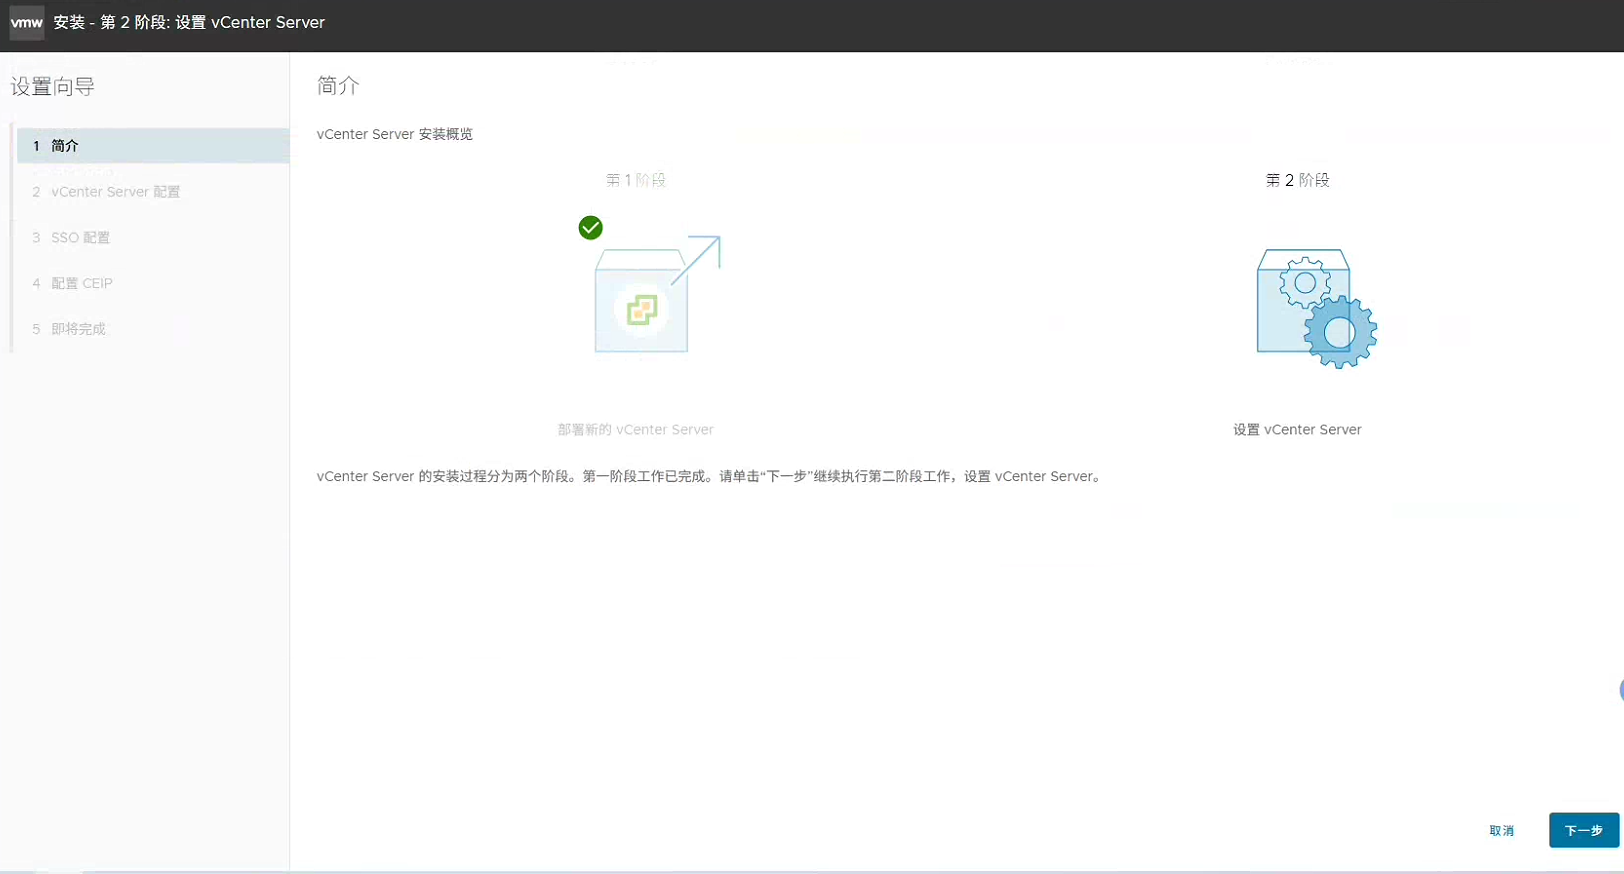 vmw 安装 - 第 2 阶段: 设置 vCenter Server
设置向导
1 简介
2 vCenter Server 配置
3 SSO 配置
4 配置 CEIP
5 即将完成
简介
vCenter Server 安装概览
第 1 阶段
第 2 阶段
部署新的 vCenter Server
设置 vCenter Server
vCenter Server 的安装过程分为两个阶段。第一阶段工作已完成。请单击“下一步”继续执行第二阶段工作，设置 vCenter Server。
取消
下一步